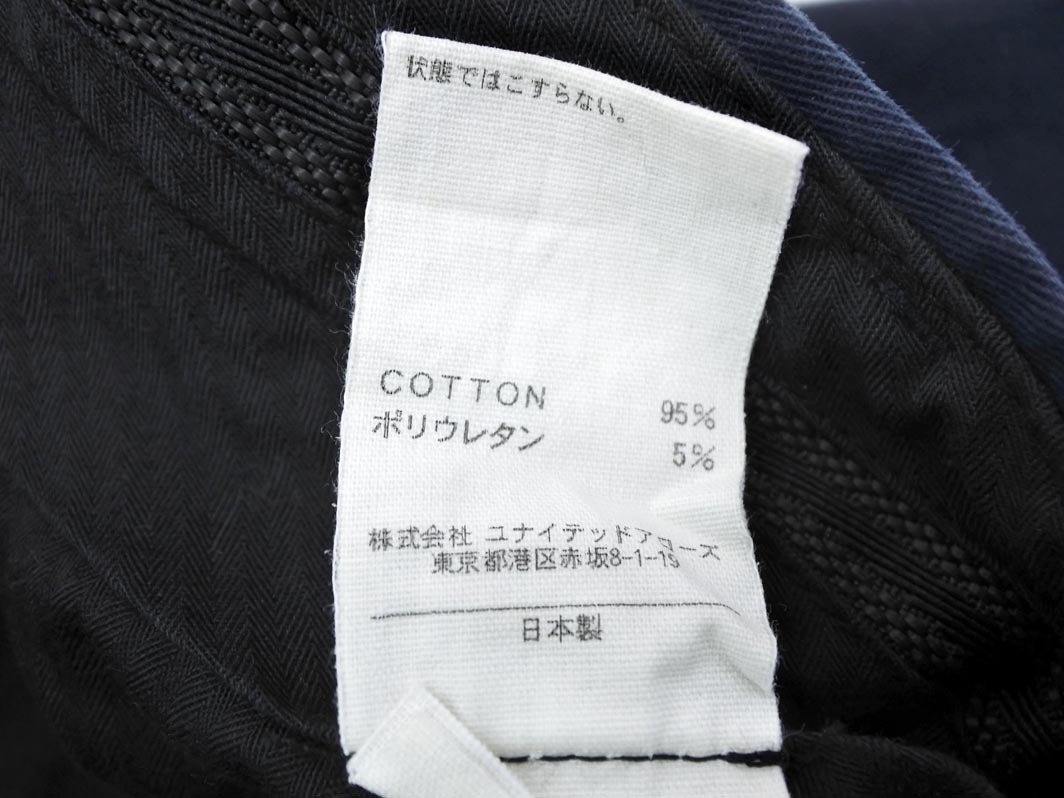 状態ではこすらない。
COTTON 95%
ポリウレタン 5%
株式会社 ユナイテッドアローズ
東京都港区赤坂8-1-19
日本製